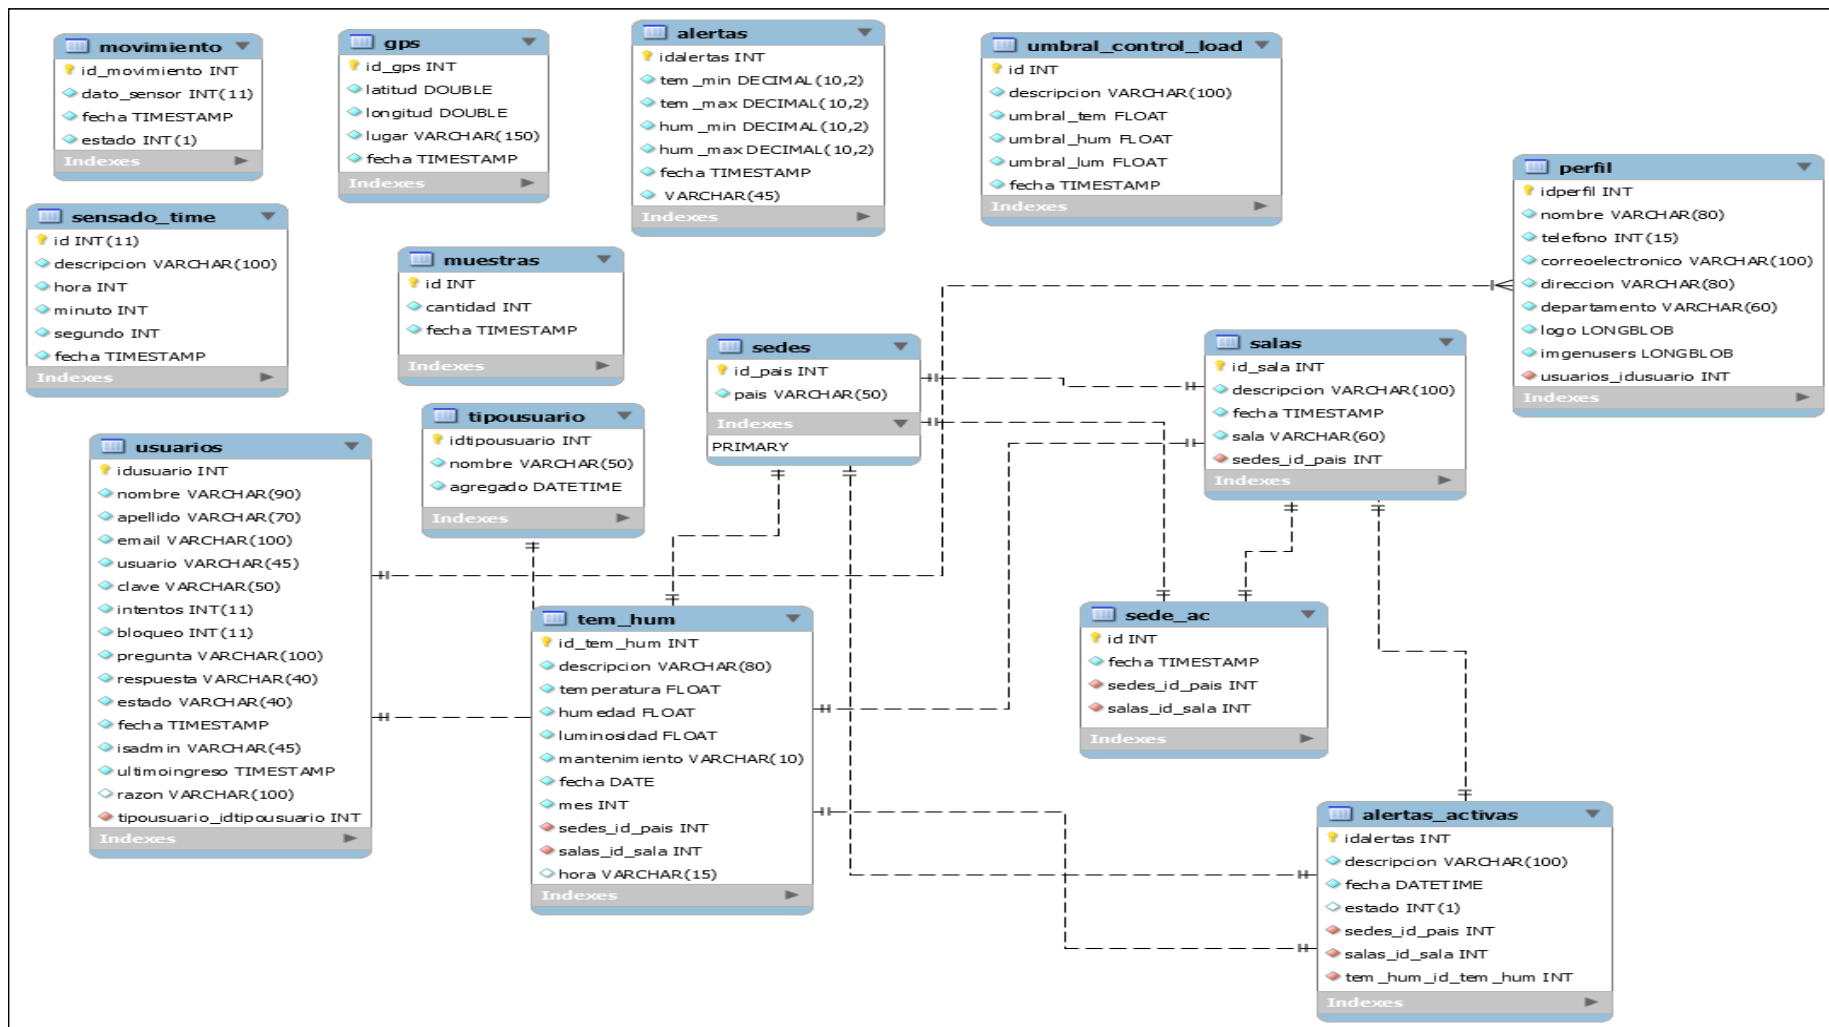 movimiento
id_movimiento INT
dato_sensor INT(11)
fecha TIMESTAMP
estado INT(1)
Indexes
gps
id_gps INT
latitud DOUBLE
longitud DOUBLE
lugar VARCHAR(150)
fecha TIMESTAMP
Indexes
alertas
idalertas INT
tem_min DECIMAL(10,2)
tem_max DECIMAL(10,2)
hum_min DECIMAL(10,2)
hum_max DECIMAL(10,2)
fecha TIMESTAMP
VARCHAR(45)
Indexes
umbral_control_load
id INT
descripcion VARCHAR(100)
umbral_tem FLOAT
umbral_hum FLOAT
umbral_lum FLOAT
fecha TIMESTAMP
Indexes
perfil
idperfil INT
nombre VARCHAR(80)
telefono INT(15)
correoelectronico VARCHAR(100)
direccion VARCHAR(80)
departamento VARCHAR(60)
logo LONGBLOB
imgenusers LONGBLOB
usuarios_idusuario INT
Indexes
sensado_time
id INT(11)
descripcion VARCHAR(100)
hora INT
minuto INT
segundo INT
fecha TIMESTAMP
Indexes
muestras
id INT
cantidad INT
fecha TIMESTAMP
Indexes
sedes
id_pais INT
pais VARCHAR(50)
Indexes
PRIMARY
salas
id_sala INT
descripcion VARCHAR(100)
fecha TIMESTAMP
sala VARCHAR(60)
sedes_id_pais INT
Indexes
tipousuario
idtipousuario INT
nombre VARCHAR(50)
agregado DATETIME
Indexes
usuarios
idusuario INT
nombre VARCHAR(90)
apellido VARCHAR(70)
email VARCHAR(100)
usuario VARCHAR(45)
clave VARCHAR(50)
intentos INT(11)
bloqueo INT(11)
pregunta VARCHAR(100)
respuesta VARCHAR(40)
estado VARCHAR(40)
fecha TIMESTAMP
isadmin VARCHAR(45)
ultimoingreso TIMESTAMP
razon VARCHAR(100)
tipousuario_idtipousuario INT
Indexes
tem_hum
id_tem_hum INT
descripcion VARCHAR(80)
temperatura FLOAT
humedad FLOAT
luminosidad FLOAT
mantenimiento VARCHAR(10)
fecha DATE
mes INT
sedes_id_pais INT
salas_id_sala INT
hora VARCHAR(15)
Indexes
sede_ac
id INT
fecha TIMESTAMP
sedes_id_pais INT
salas_id_sala INT
Indexes
alertas_activas
idalertas INT
descripcion VARCHAR(100)
fecha DATETIME
estado INT(1)
sedes_id_pais INT
salas_id_sala INT
tem_hum_id_tem_hum INT
Indexes